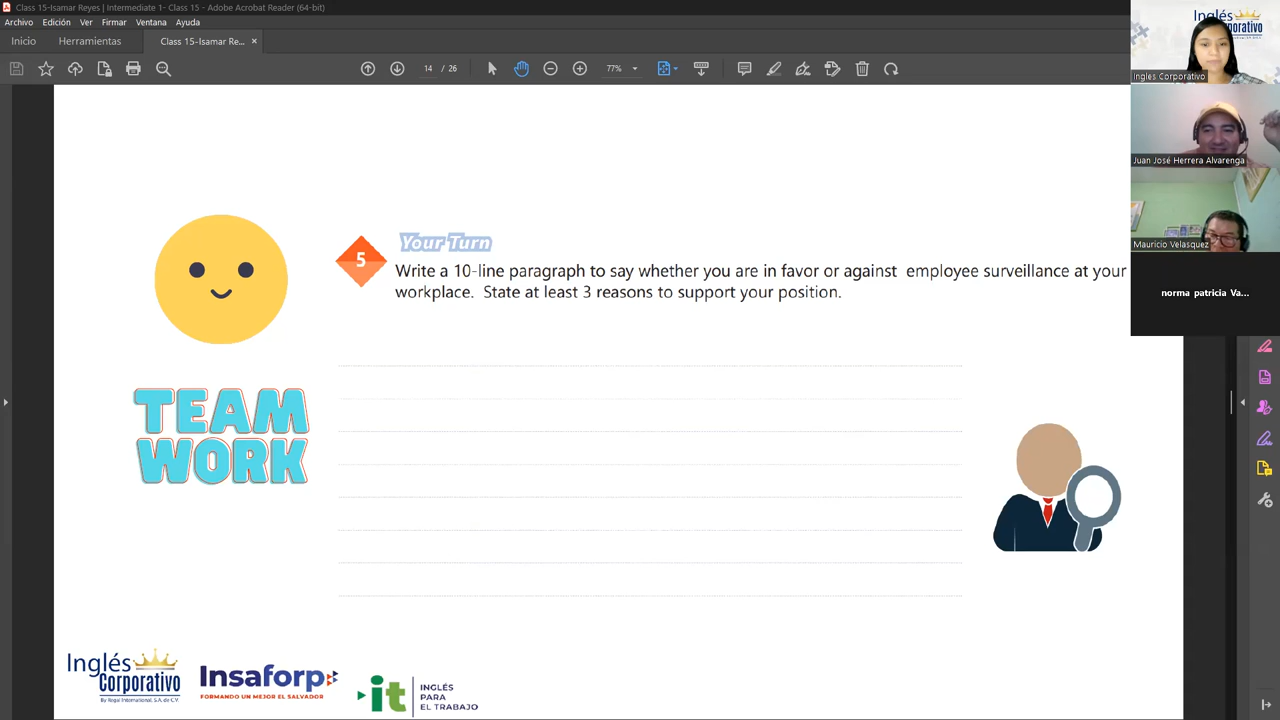 Class 15-Isamar Reyes | Intermediate 1- Class 15 - Adobe Acrobat Reader (64-bit)
Archivo Edición Ver Firmar Ventana Ayuda
Inicio Herramientas Class 15-Isamar Re... ×
14 / 26 77%
Inglés
Corporativo
Ingles Corporativo
Juan José Herrera Alvarenga
Mauricio Velasquez
norma patricia Va...
Your Turn
5
Write a 10-line paragraph to say whether you are in favor or against employee surveillance at your
workplace. State at least 3 reasons to support your position.
TEAM
WORK
Inglés
Corporativo
By Regal International, S.A. de C.V.
Insaforp
FORMANDO UN MEJOR EL SALVADOR
it
INGLÉS
PARA
EL TRABAJO